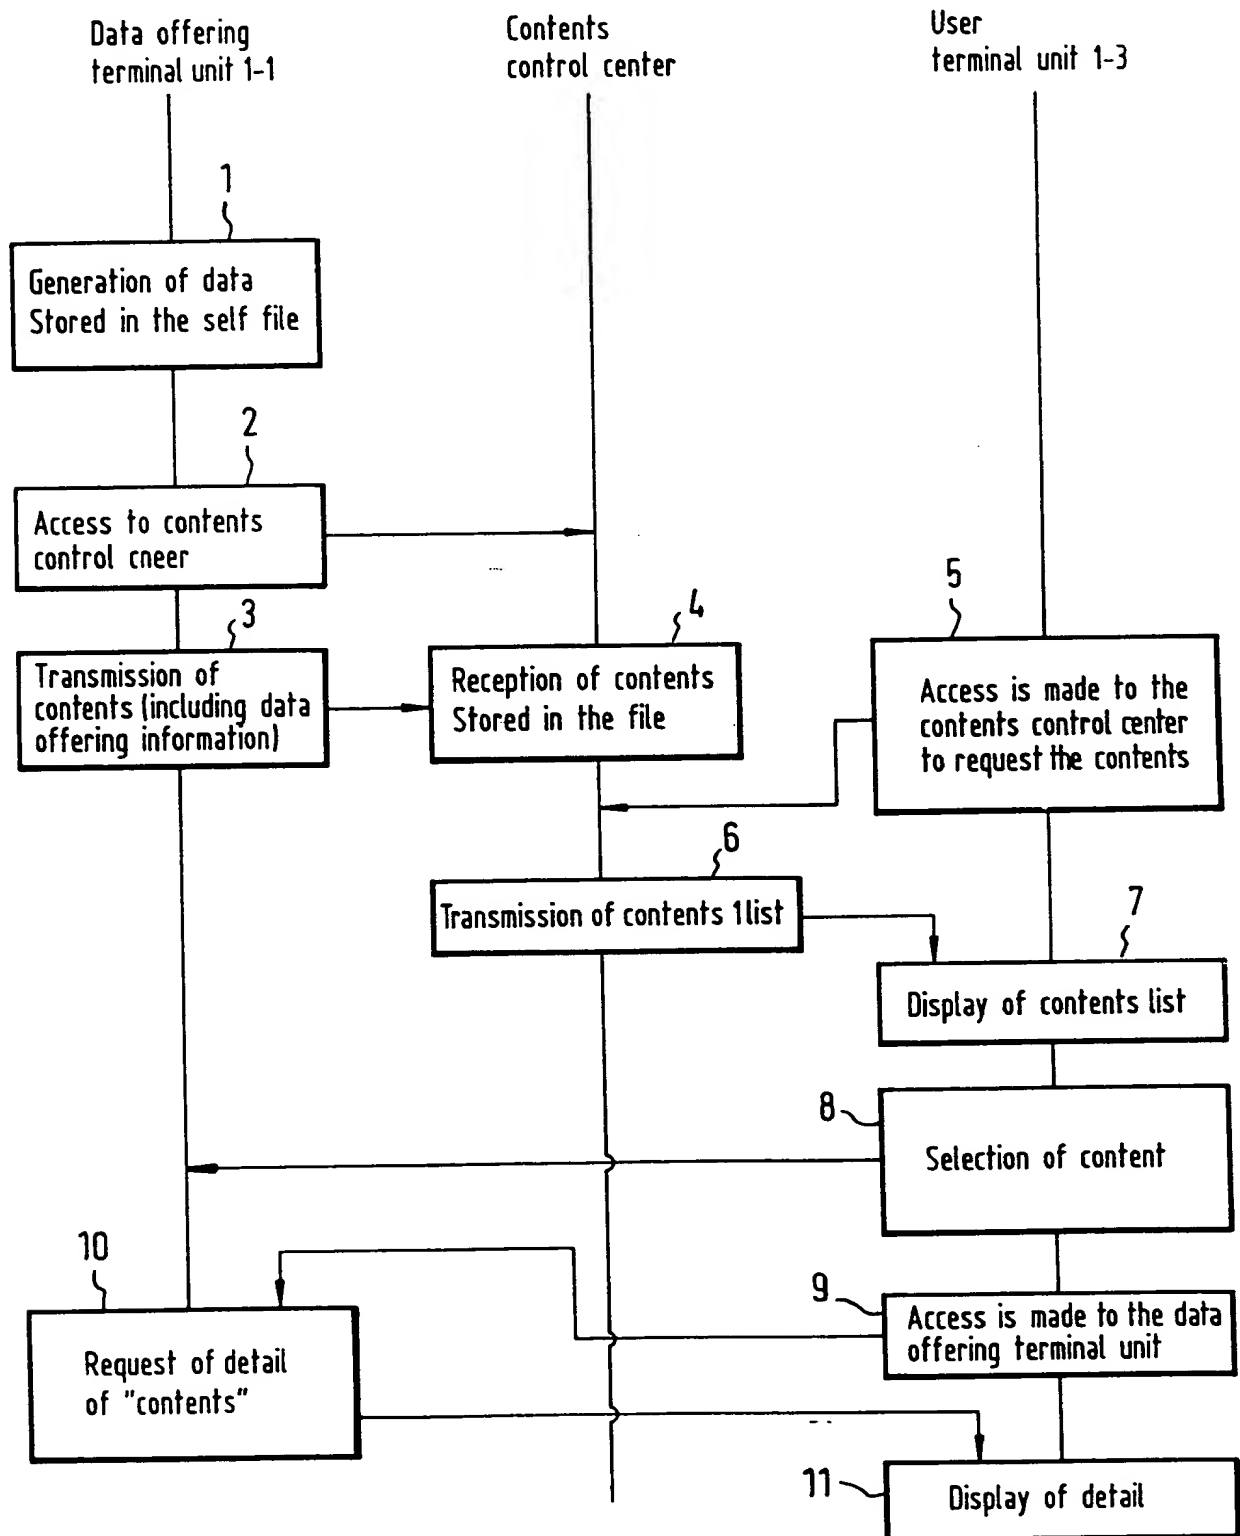 Data offering
terminal unit 1-1
Contents
control center
User
terminal unit 1-3
1
Generation of data
Stored in the self file
2
Access to contents
control cneer
3
Transmission of
contents (including data
offering information)
4
Reception of contents
Stored in the file
5
Access is made to the
contents control center
to request the contents
6
Transmission of contents 1 list
7
Display of contents list
8
Selection of content
9
Access is made to the data
offering terminal unit
10
Request of detail
of "contents"
11
Display of detail